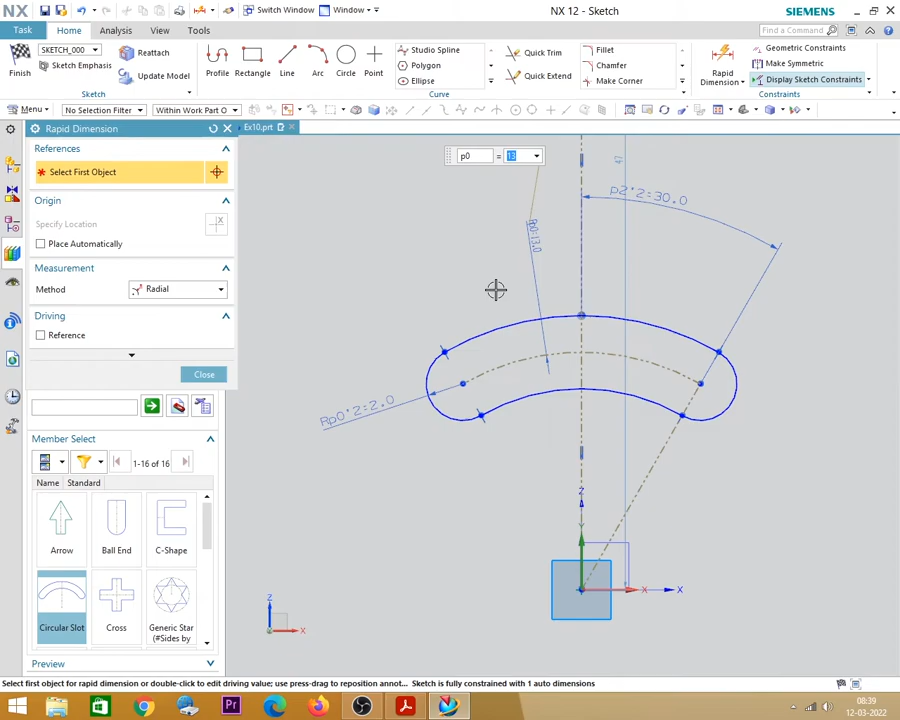 NX
Switch Window
Window
NX 12 - Sketch
SIEMENS
Task
Home
Analysis
View
Tools
Find a Command
Finish
SKETCH_000
Sketch Emphasis
Reattach
Update Model
Sketch
Profile
Rectangle
Line
Arc
Circle
Point
Studio Spline
Polygon
Ellipse
Quick Trim
Quick Extend
Fillet
Chamfer
Make Corner
Curve
Rapid
Dimension
Geometric Constraints
Make Symmetric
Display Sketch Constraints
Constraints
Menu
No Selection Filter
Within Work Part O
Rapid Dimension
Ex10.prt
References
* Select First Object
Origin
Specify Location
Place Automatically
Measurement
Method
Radial
Driving
Reference
Close
Member Select
1-16 of 16
Name
Standard
Arrow
Ball End
C-Shape
Circular Slot
Cross
Generic Star
(#Sides by
Preview
p0
=
13
47
p2'2=30.0
Rp0=13.0
Rp0'2=2.0
Z
X
X
Z
X
Select first object for rapid dimension or double-click to edit driving value; use press-drag to reposition annot... Sketch is fully constrained with 1 auto dimensions
Pr
08:39
12-03-2022